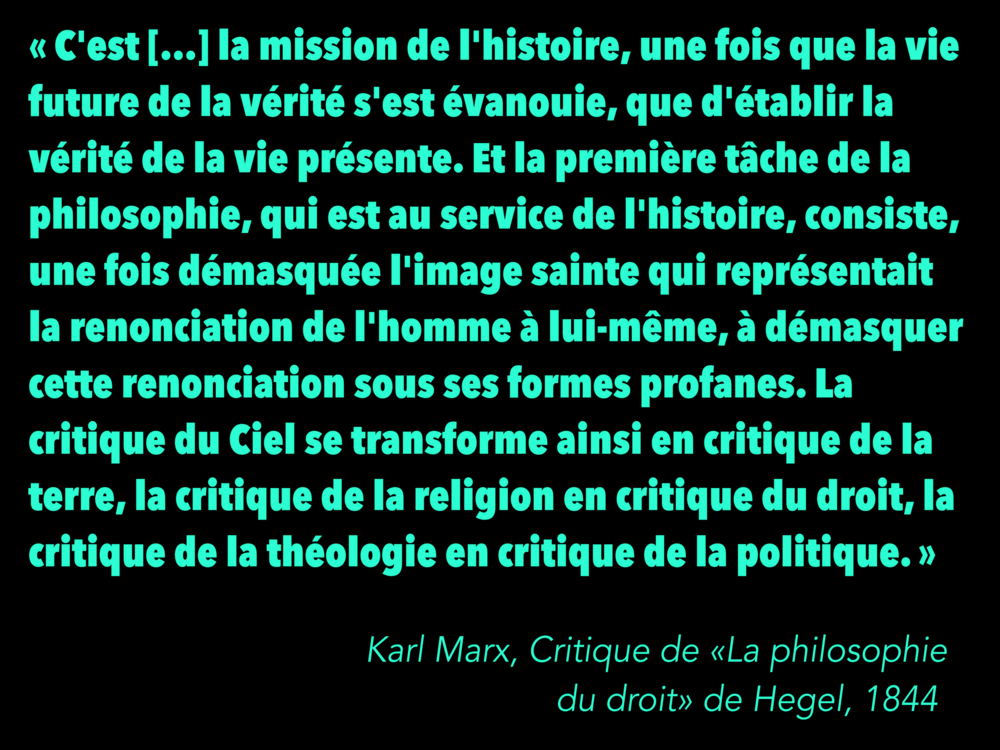 « C'est [...] la mission de l'histoire, une fois que la vie
future de la vérité s'est évanouie, que d'établir la
vérité de la vie présente. Et la première tâche de la
philosophie, qui est au service de l'histoire, consiste,
une fois démasquée l'image sainte qui représentait
la renonciation de l'homme à lui-même, à démasquer
cette renonciation sous ses formes profanes. La
critique du Ciel se transforme ainsi en critique de la
terre, la critique de la religion en critique du droit, la
critique de la théologie en critique de la politique. »
Karl Marx, Critique de «La philosophie
du droit» de Hegel, 1844